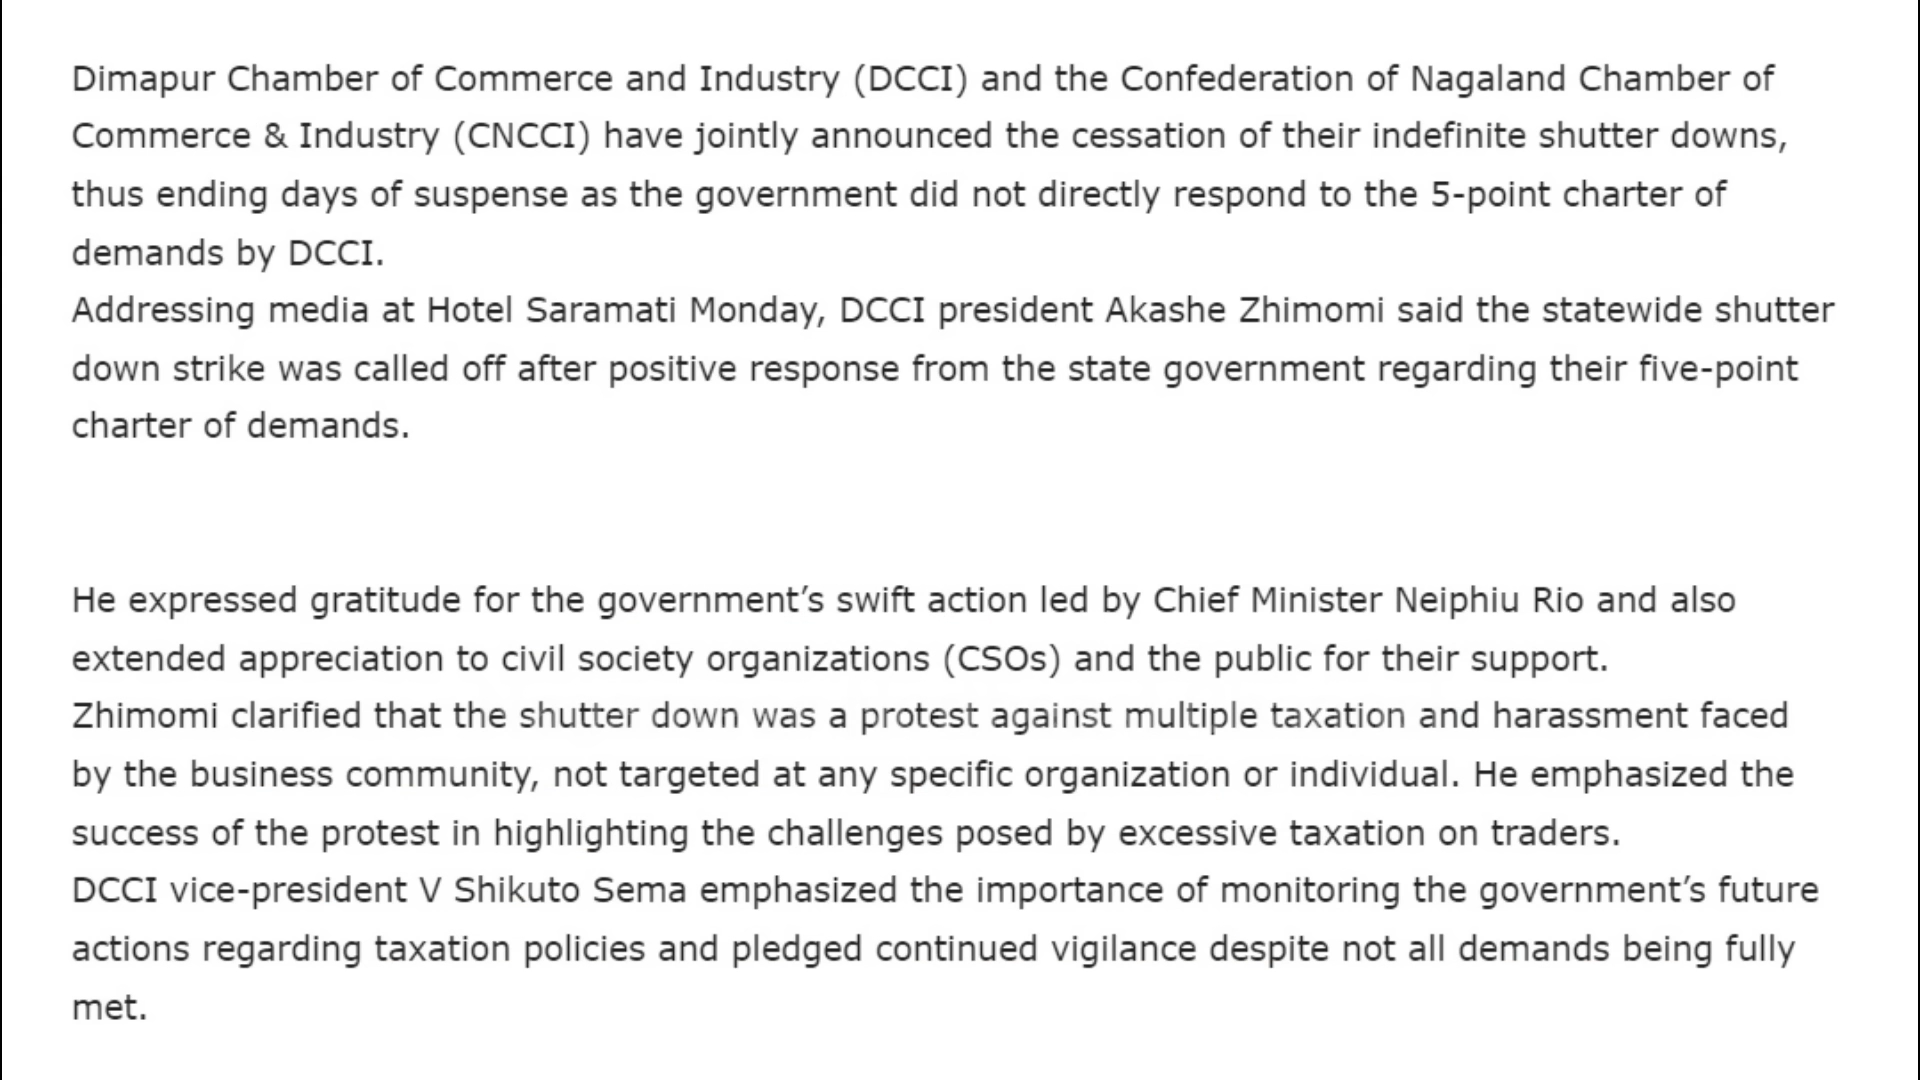 Dimapur Chamber of Commerce and Industry (DCCI) and the Confederation of Nagaland Chamber of
Commerce & Industry (CNCCI) have jointly announced the cessation of their indefinite shutter downs,
thus ending days of suspense as the government did not directly respond to the 5-point charter of
demands by DCCI.
Addressing media at Hotel Saramati Monday, DCCI president Akashe Zhimomi said the statewide shutter
down strike was called off after positive response from the state government regarding their five-point
charter of demands.
He expressed gratitude for the government’s swift action led by Chief Minister Neiphiu Rio and also
extended appreciation to civil society organizations (CSOs) and the public for their support.
Zhimomi clarified that the shutter down was a protest against multiple taxation and harassment faced
by the business community, not targeted at any specific organization or individual. He emphasized the
success of the protest in highlighting the challenges posed by excessive taxation on traders.
DCCI vice-president V Shikuto Sema emphasized the importance of monitoring the government’s future
actions regarding taxation policies and pledged continued vigilance despite not all demands being fully
met.